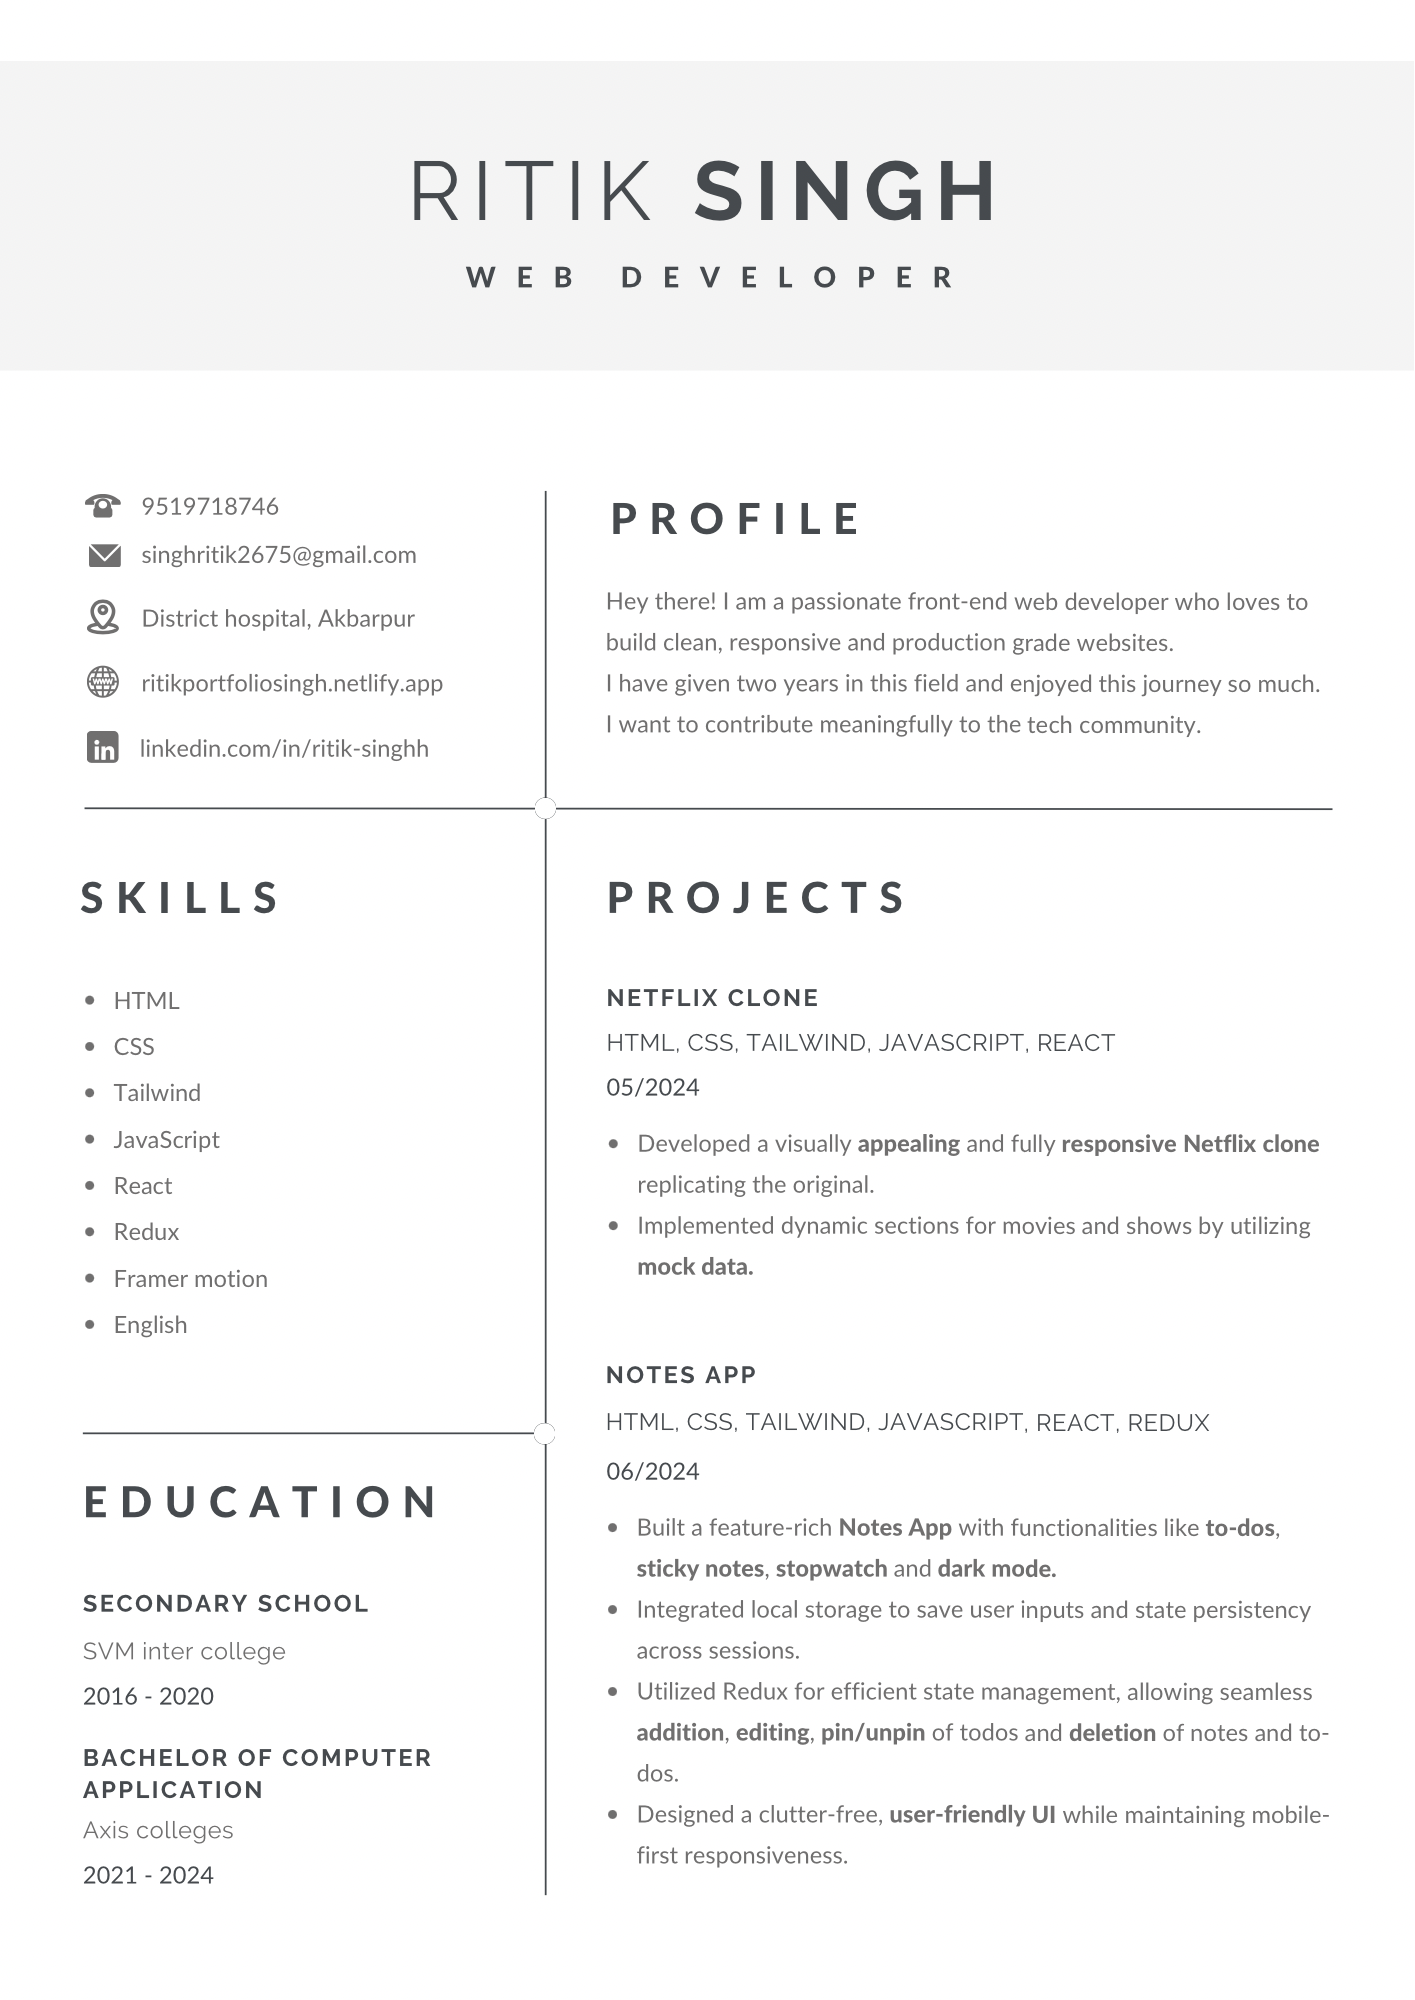 RITIK SINGH
WEB DEVELOPER
9519718746
singhritik2675@gmail.com
District hospital, Akbarpur
ritikportfoliosingh.netlify.app
linkedin.com/in/ritik-singhh
PROFILE
Hey there! I am a passionate front-end web developer who loves to
build clean, responsive and production grade websites.
I have given two years in this field and enjoyed this journey so much.
I want to contribute meaningfully to the tech community.
SKILLS
• HTML
• CSS
• Tailwind
• JavaScript
• React
• Redux
• Framer motion
• English
EDUCATION
SECONDARY SCHOOL
SVM inter college
2016 - 2020
BACHELOR OF COMPUTER
APPLICATION
Axis colleges
2021 - 2024
PROJECTS
NETFLIX CLONE
HTML, CSS, TAILWIND, JAVASCRIPT, REACT
05/2024
• Developed a visually appealing and fully responsive Netflix clone
replicating the original.
• Implemented dynamic sections for movies and shows by utilizing
mock data.
NOTES APP
HTML, CSS, TAILWIND, JAVASCRIPT, REACT, REDUX
06/2024
• Built a feature-rich Notes App with functionalities like to-dos,
sticky notes, stopwatch and dark mode.
• Integrated local storage to save user inputs and state persistency
across sessions.
• Utilized Redux for efficient state management, allowing seamless
addition, editing, pin/unpin of todos and deletion of notes and to-
dos.
• Designed a clutter-free, user-friendly UI while maintaining mobile-
first responsiveness.